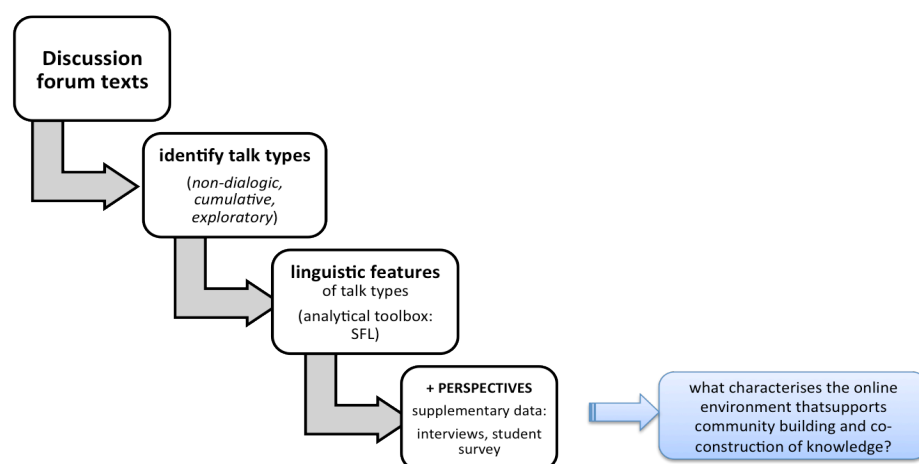 Discussion
forum texts
identify talk types
(non-dialogic,
cumulative,
exploratory)
linguistic features
of talk types
(analytical toolbox:
SFL)
+ PERSPECTIVES
supplementary data:
interviews, student
survey
what characterises the online
environment thatsupports
community building and co-
construction of knowledge?